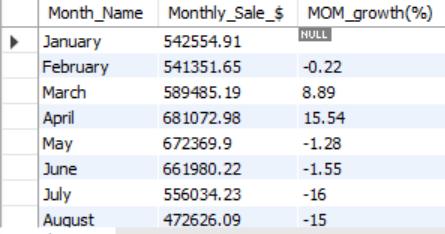 Month_Name Monthly_Sale_$ MOM_growth(%)
January 542554.91 NULL
February 541351.65 -0.22
March 589485.19 8.89
April 681072.98 15.54
May 672369.9 -1.28
June 661980.22 -1.55
July 556034.23 -16
August 472626.09 -15